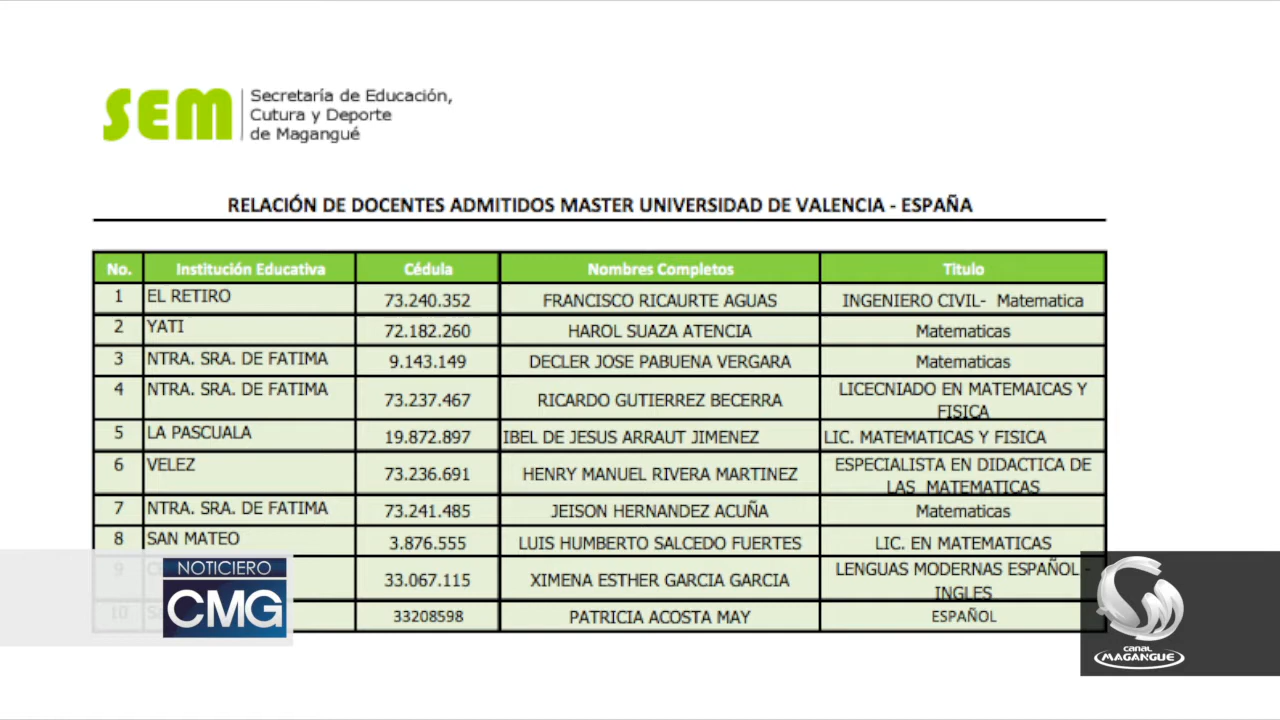 SEM
Secretaría de Educación,
Cutura y Deporte
de Magangué
RELACIÓN DE DOCENTES ADMITIDOS MASTER UNIVERSIDAD DE VALENCIA - ESPAÑA
No. Institución Educativa Cédula Nombres Completos Titulo
1 EL RETIRO 73.240.352 FRANCISCO RICAURTE AGUAS INGENIERO CIVIL- Matematica
2 YATI 72.182.260 HAROL SUAZA ATENCIA Matematicas
3 NTRA. SRA. DE FATIMA 9.143.149 DECLER JOSE PABUENA VERGARA Matematicas
4 NTRA. SRA. DE FATIMA 73.237.467 RICARDO GUTIERREZ BECERRA LICECNIADO EN MATEMAICAS Y
FISICA
5 LA PASCUALA 19.872.897 IBEL DE JESUS ARRAUT JIMENEZ LIC. MATEMATICAS Y FISICA
6 VELEZ 73.236.691 HENRY MANUEL RIVERA MARTINEZ ESPECIALISTA EN DIDACTICA DE
LAS MATEMATICAS
7 NTRA. SRA. DE FATIMA 73.241.485 JEISON HERNANDEZ ACUÑA Matematicas
8 SAN MATEO 3.876.555 LUIS HUMBERTO SALCEDO FUERTES LIC. EN MATEMATICAS
9 33.067.115 XIMENA ESTHER GARCIA GARCIA LENGUAS MODERNAS ESPAÑOL -
INGLES
10 33208598 PATRICIA ACOSTA MAY ESPAÑOL
NOTICIERO
CMG
canal
MAGANGUE